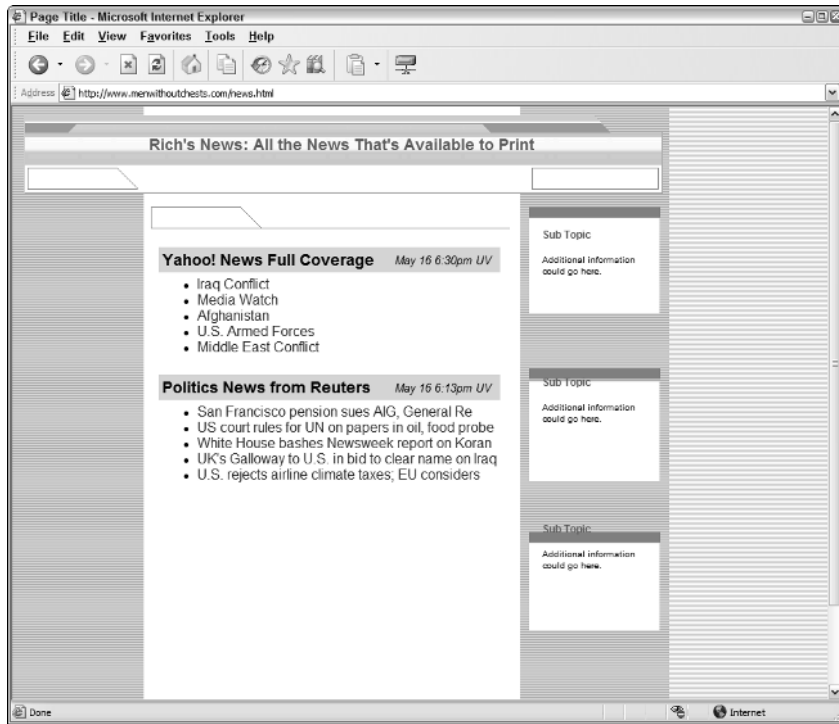 Page Title - Microsoft Internet Explorer
File Edit View Favorites Tools Help
Address http://www.menwithoutchests.com/news.html
Rich's News: All the News That's Available to Print
Yahoo! News Full Coverage May 16 6:30pm UV
Iraq Conflict
Media Watch
Afghanistan
U.S. Armed Forces
Middle East Conflict
Politics News from Reuters May 16 6:13pm UV
San Francisco pension sues AIG, General Re
US court rules for UN on papers in oil, food probe
White House bashes Newsweek report on Koran
UK's Galloway to U.S. in bid to clear name on Iraq
U.S. rejects airline climate taxes; EU considers
Sub Topic
Additional information
could go here.
Sub Topic
Additional information
could go here.
Sub Topic
Additional information
could go here.
Done Internet